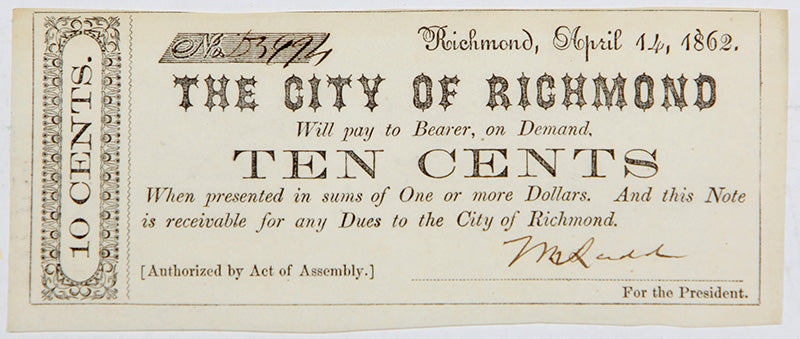 10 CENTS.
No. 53994
Richmond, April 14, 1862.
THE CITY OF RICHMOND
Will pay to Bearer, on Demand,
TEN CENTS
When presented in sums of One or more Dollars. And this Note
is receivable for any Dues to the City of Richmond.
[Authorized by Act of Assembly.]
For the President.